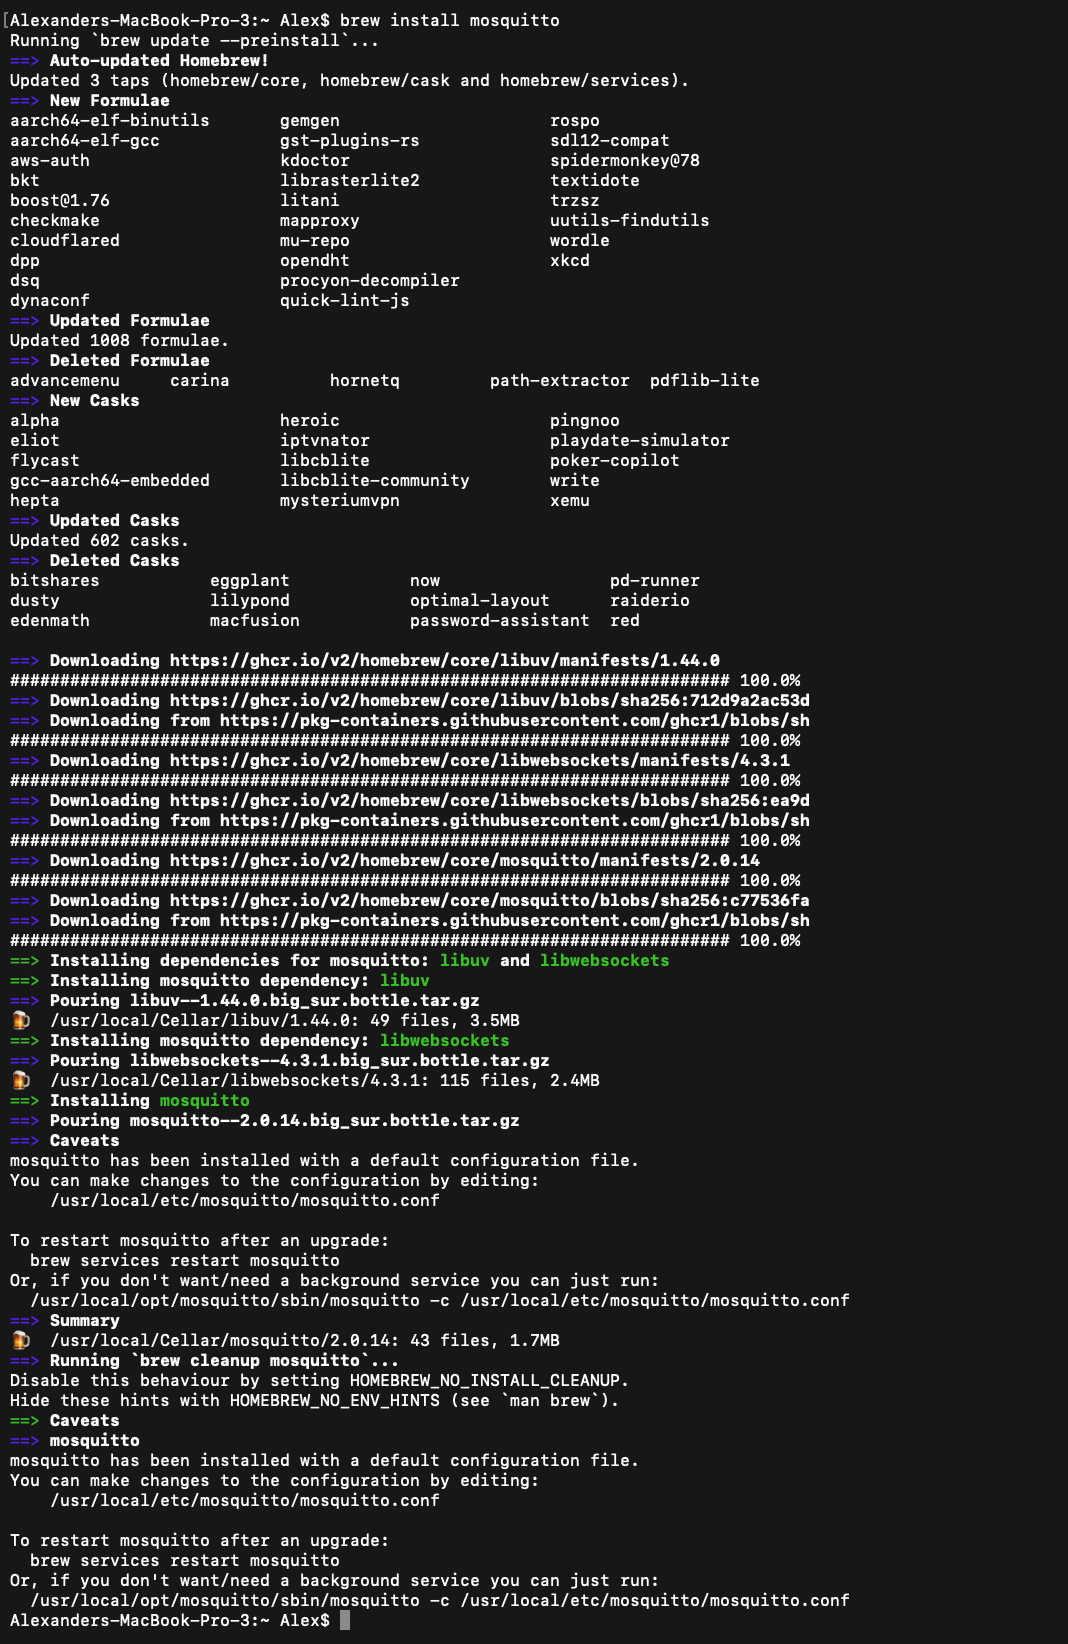 [Alexanders-MacBook-Pro-3:~ Alex$ brew install mosquitto
Running `brew update --preinstall`...
==> Auto-updated Homebrew!
Updated 3 taps (homebrew/core, homebrew/cask and homebrew/services).
==> New Formulae
aarch64-elf-binutils       gemgen                     rospo
aarch64-elf-gcc            gst-plugins-rs             sdl12-compat
aws-auth                   kdoctor                    spidermonkey@78
bkt                        librasterlite2             textidote
boost@1.76                 litani                     trzsz
checkmake                  mapproxy                   uutils-findutils
cloudflared                mu-repo                    wordle
dpp                        opendht                    xkcd
dsq                        procyon-decompiler
dynaconf                   quick-lint-js
==> Updated Formulae
Updated 1008 formulae.
==> Deleted Formulae
advancemenu     carina          hornetq         path-extractor  pdflib-lite
==> New Casks
alpha                      heroic                     pingnoo
eliot                      iptvnator                  playdate-simulator
flycast                    libcblite                  poker-copilot
gcc-aarch64-embedded       libcblite-community        write
hepta                      mysteriumvpn               xemu
==> Updated Casks
Updated 602 casks.
==> Deleted Casks
bitshares           eggplant            now                 pd-runner
dusty               lilypond            optimal-layout      raiderio
edenmath            macfusion           password-assistant  red

==> Downloading https://ghcr.io/v2/homebrew/core/libuv/manifests/1.44.0
######################################################################## 100.0%
==> Downloading https://ghcr.io/v2/homebrew/core/libuv/blobs/sha256:712d9a2ac53d
==> Downloading from https://pkg-containers.githubusercontent.com/ghcr1/blobs/sh
######################################################################## 100.0%
==> Downloading https://ghcr.io/v2/homebrew/core/libwebsockets/manifests/4.3.1
######################################################################## 100.0%
==> Downloading https://ghcr.io/v2/homebrew/core/libwebsockets/blobs/sha256:ea9d
==> Downloading from https://pkg-containers.githubusercontent.com/ghcr1/blobs/sh
######################################################################## 100.0%
==> Downloading https://ghcr.io/v2/homebrew/core/mosquitto/manifests/2.0.14
######################################################################## 100.0%
==> Downloading https://ghcr.io/v2/homebrew/core/mosquitto/blobs/sha256:c77536fa
==> Downloading from https://pkg-containers.githubusercontent.com/ghcr1/blobs/sh
######################################################################## 100.0%
==> Installing dependencies for mosquitto: libuv and libwebsockets
==> Installing mosquitto dependency: libuv
==> Pouring libuv--1.44.0.big_sur.bottle.tar.gz
🍺  /usr/local/Cellar/libuv/1.44.0: 49 files, 3.5MB
==> Installing mosquitto dependency: libwebsockets
==> Pouring libwebsockets--4.3.1.big_sur.bottle.tar.gz
🍺  /usr/local/Cellar/libwebsockets/4.3.1: 115 files, 2.4MB
==> Installing mosquitto
==> Pouring mosquitto--2.0.14.big_sur.bottle.tar.gz
==> Caveats
mosquitto has been installed with a default configuration file.
You can make changes to the configuration by editing:
    /usr/local/etc/mosquitto/mosquitto.conf

To restart mosquitto after an upgrade:
  brew services restart mosquitto
Or, if you don't want/need a background service you can just run:
  /usr/local/opt/mosquitto/sbin/mosquitto -c /usr/local/etc/mosquitto/mosquitto.conf
==> Summary
🍺  /usr/local/Cellar/mosquitto/2.0.14: 43 files, 1.7MB
==> Running `brew cleanup mosquitto`...
Disable this behaviour by setting HOMEBREW_NO_INSTALL_CLEANUP.
Hide these hints with HOMEBREW_NO_ENV_HINTS (see `man brew`).
==> Caveats
==> mosquitto
mosquitto has been installed with a default configuration file.
You can make changes to the configuration by editing:
    /usr/local/etc/mosquitto/mosquitto.conf

To restart mosquitto after an upgrade:
  brew services restart mosquitto
Or, if you don't want/need a background service you can just run:
  /usr/local/opt/mosquitto/sbin/mosquitto -c /usr/local/etc/mosquitto/mosquitto.conf
Alexanders-MacBook-Pro-3:~ Alex$